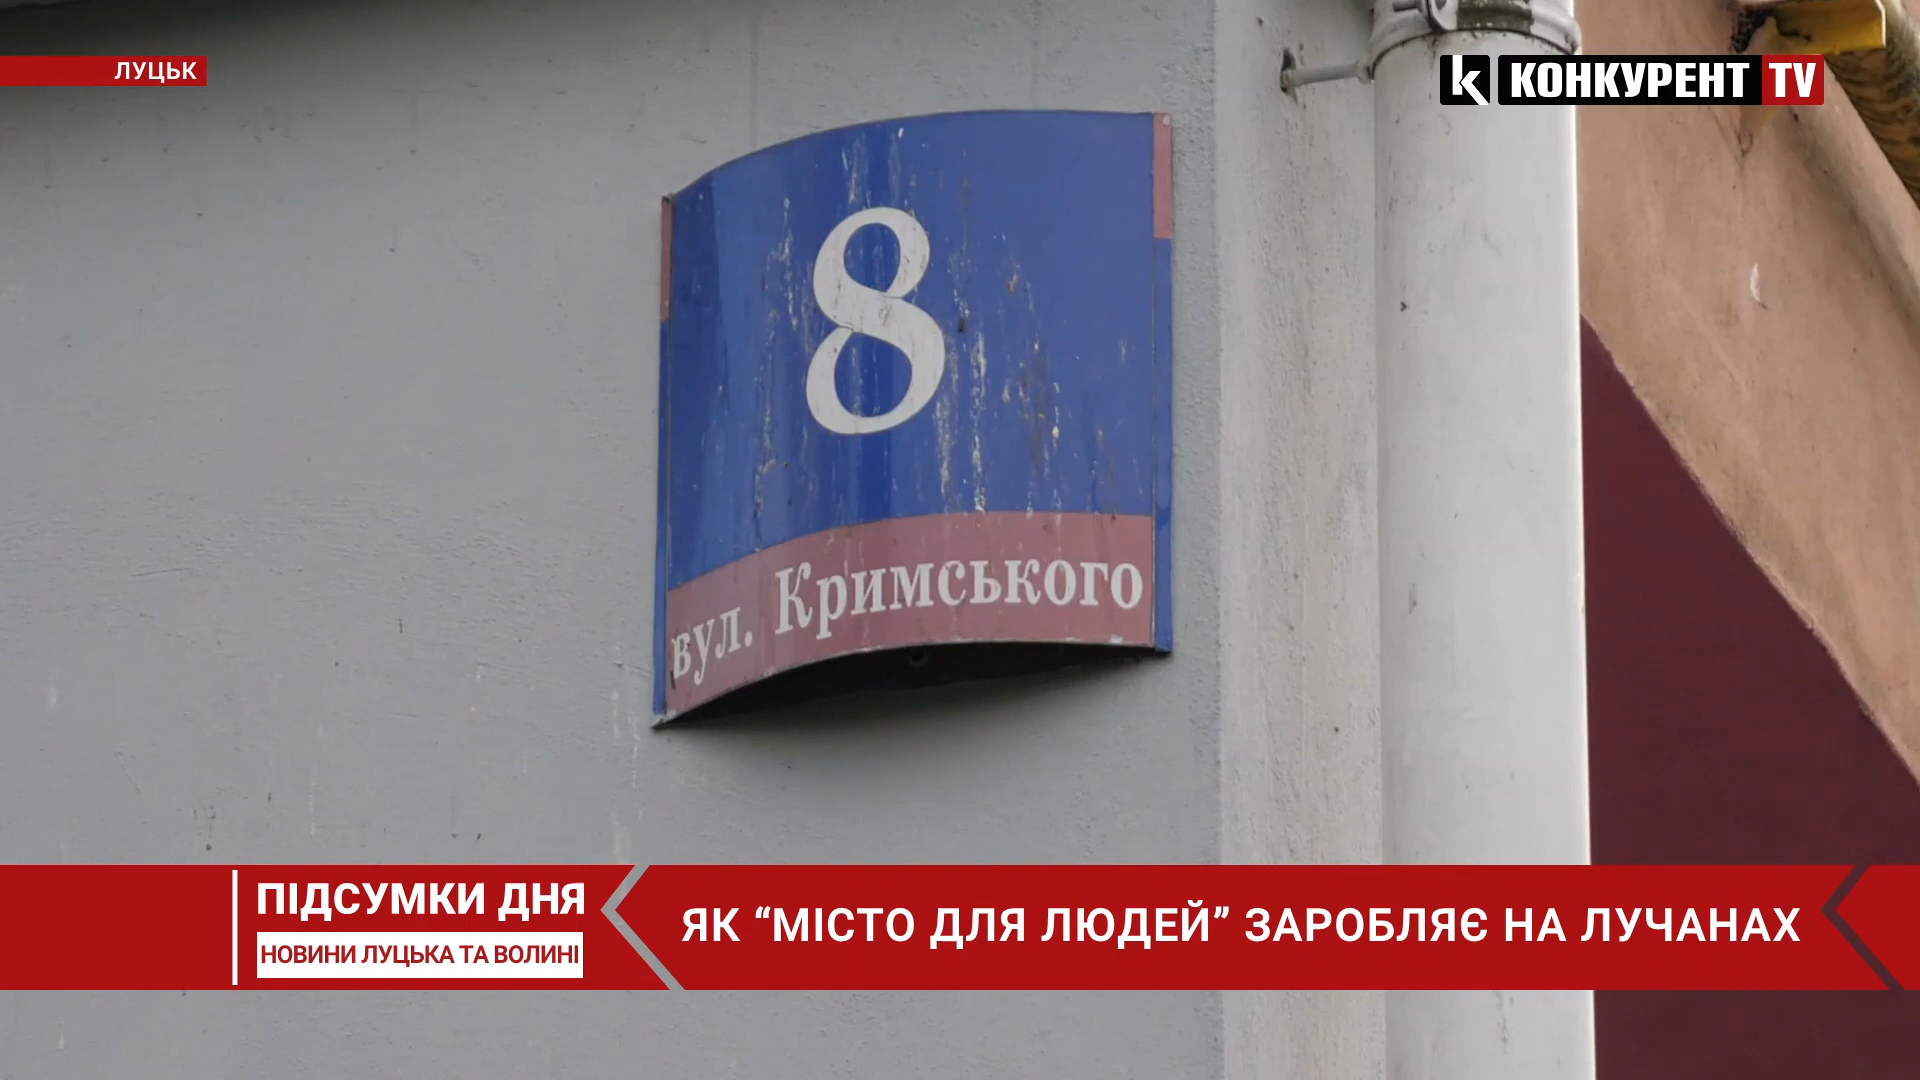 ЛУЦЬК
КОНКУРЕНТ TV
8
вул. Кримського
ПІДСУМКИ ДНЯ
НОВИНИ ЛУЦЬКА ТА ВОЛИНІ
ЯК “МІСТО ДЛЯ ЛЮДЕЙ” ЗАРОБЛЯЄ НА ЛУЧАНАХ